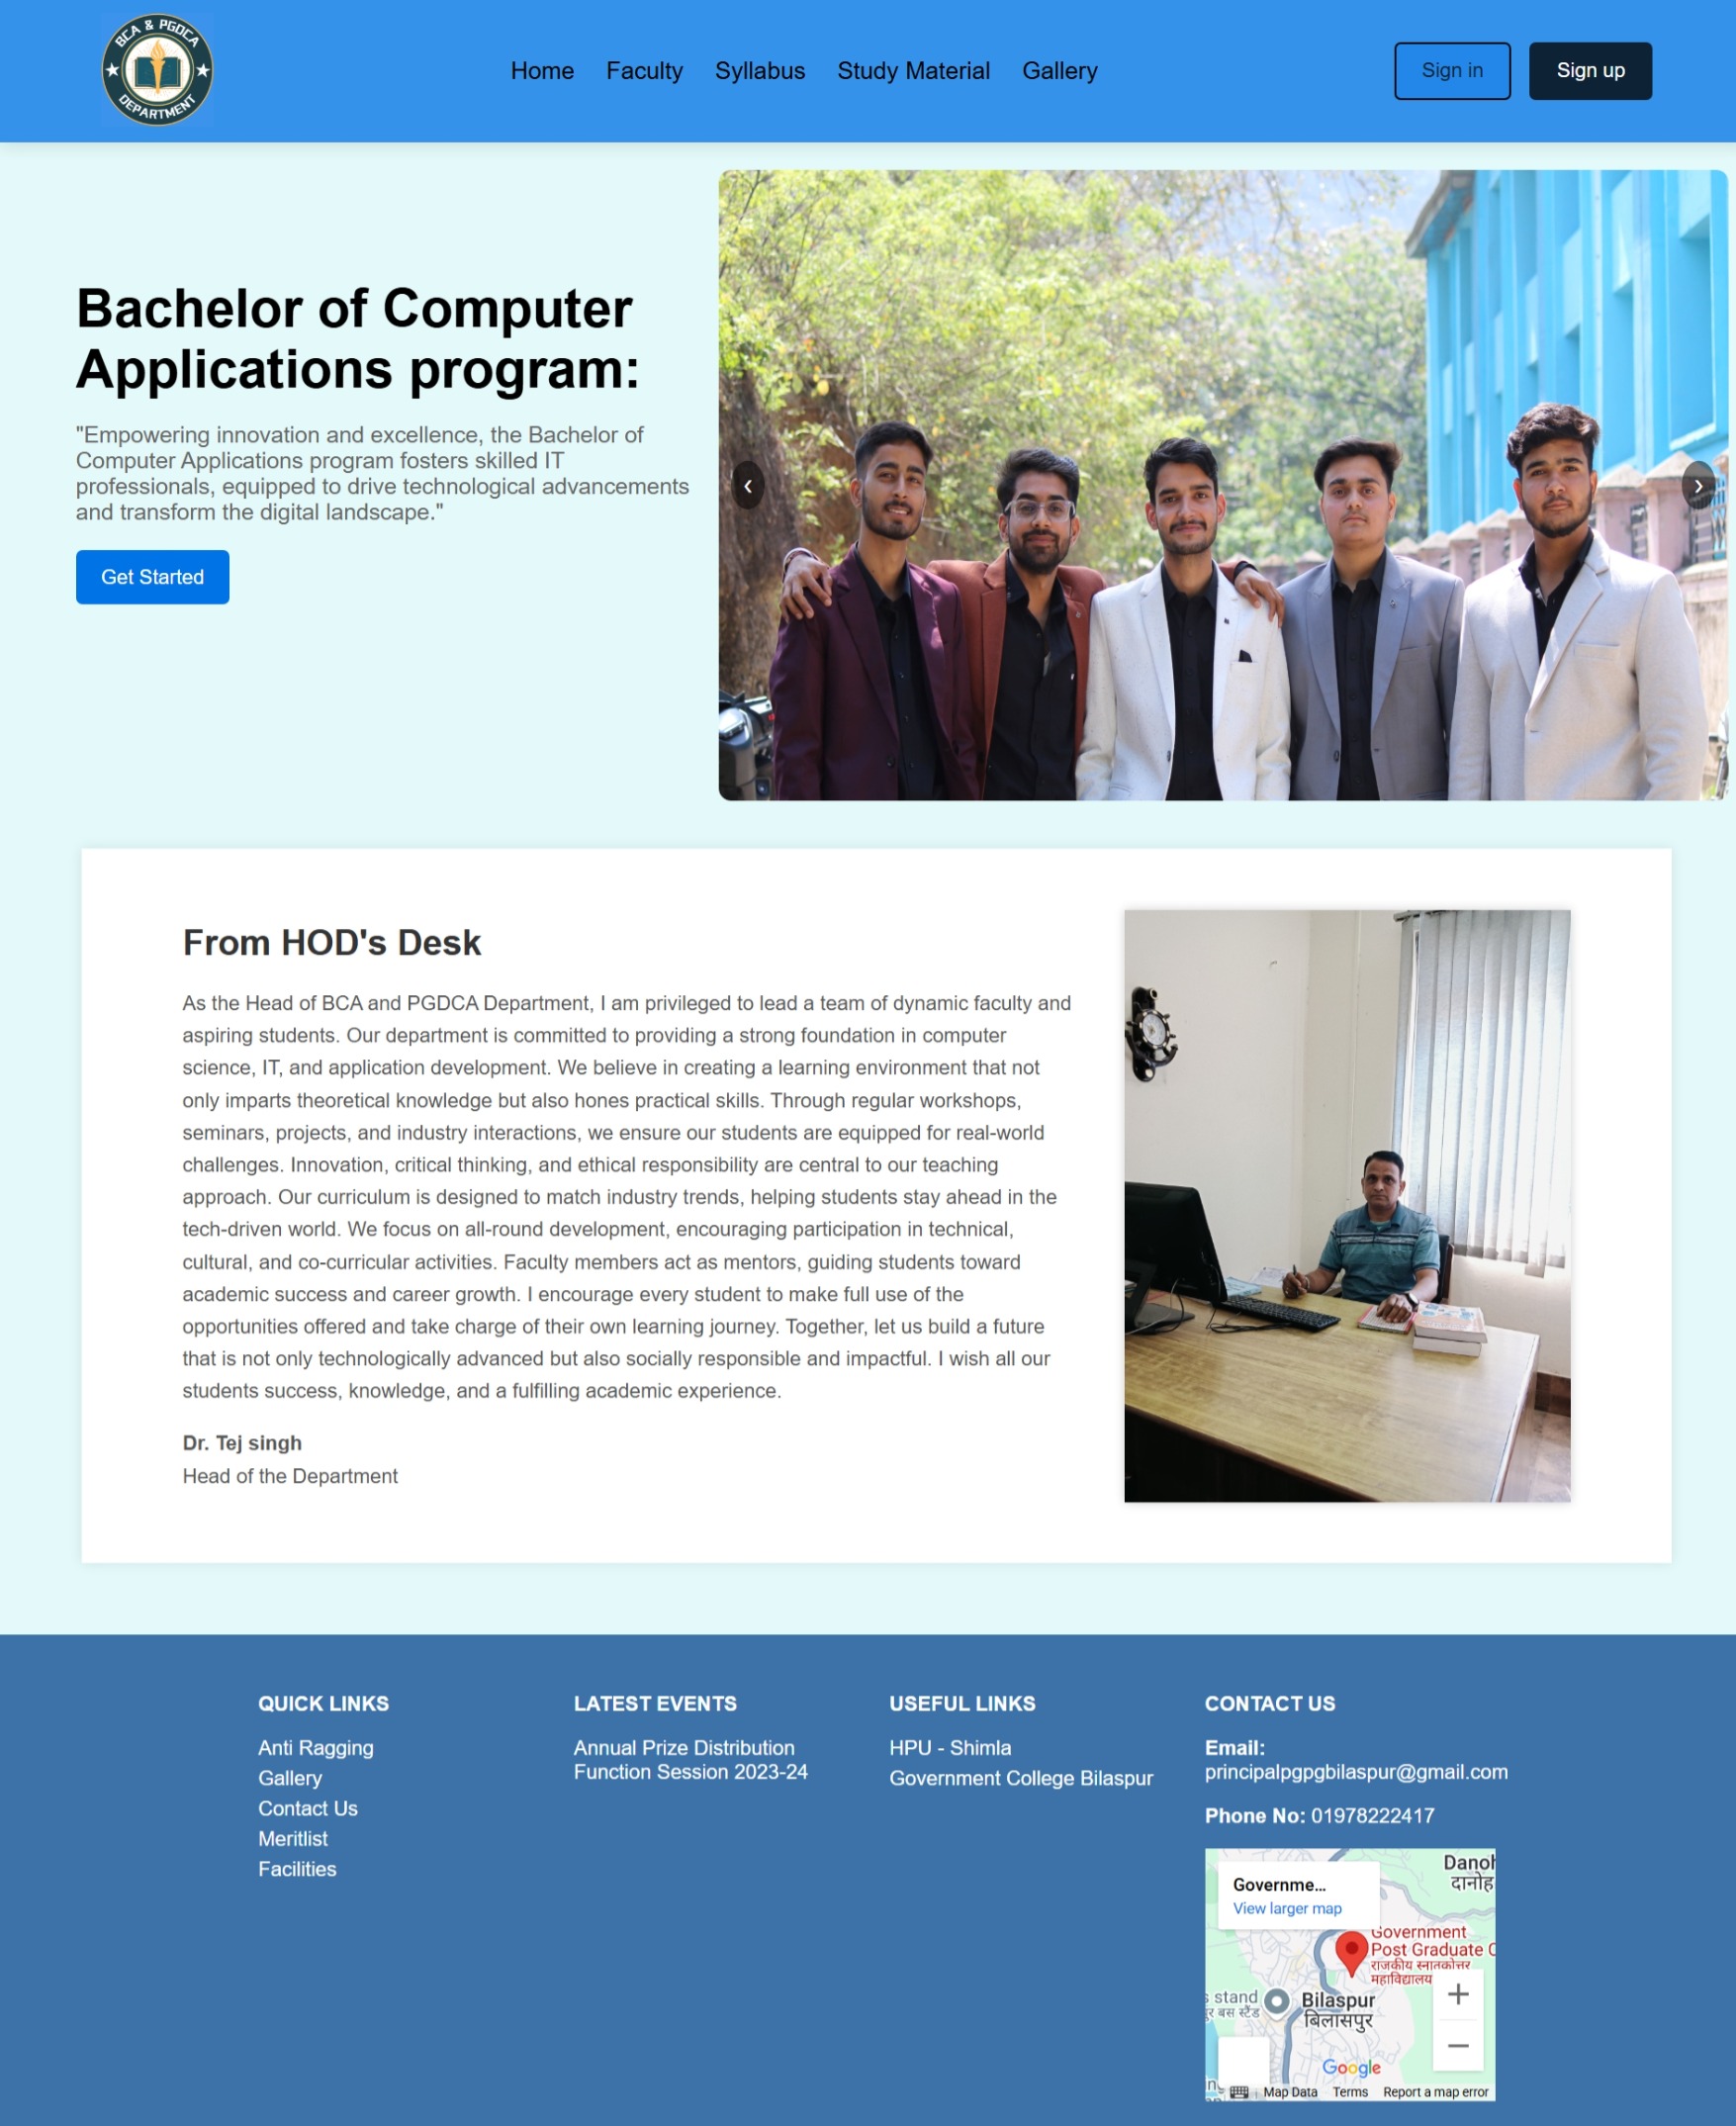 BCA & PGDCA
DEPARTMENT
Home
Faculty
Syllabus
Study Material
Gallery
Sign in
Sign up
Bachelor of Computer
Applications program:
"Empowering innovation and excellence, the Bachelor of
Computer Applications program fosters skilled IT
professionals, equipped to drive technological advancements
and transform the digital landscape."
Get Started
From HOD's Desk
As the Head of BCA and PGDCA Department, I am privileged to lead a team of dynamic faculty and
aspiring students. Our department is committed to providing a strong foundation in computer
science, IT, and application development. We believe in creating a learning environment that not
only imparts theoretical knowledge but also hones practical skills. Through regular workshops,
seminars, projects, and industry interactions, we ensure our students are equipped for real-world
challenges. Innovation, critical thinking, and ethical responsibility are central to our teaching
approach. Our curriculum is designed to match industry trends, helping students stay ahead in the
tech-driven world. We focus on all-round development, encouraging participation in technical,
cultural, and co-curricular activities. Faculty members act as mentors, guiding students toward
academic success and career growth. I encourage every student to make full use of the
opportunities offered and take charge of their own learning journey. Together, let us build a future
that is not only technologically advanced but also socially responsible and impactful. I wish all our
students success, knowledge, and a fulfilling academic experience.
Dr. Tej singh
Head of the Department
QUICK LINKS
Anti Ragging
Gallery
Contact Us
Meritlist
Facilities
LATEST EVENTS
Annual Prize Distribution
Function Session 2023-24
USEFUL LINKS
HPU - Shimla
Government College Bilaspur
CONTACT US
Email:
principalpgpgbilaspur@gmail.com
Phone No: 01978222417
Governme...
View larger map
Danoh
दानोह
Government
Post Graduate C
राजकीय स्नातकोत्तर
महाविद्यालय
s stand
र बस स्टैंड
Bilaspur
बिलासपुर
Google
Map Data
Terms
Report a map error